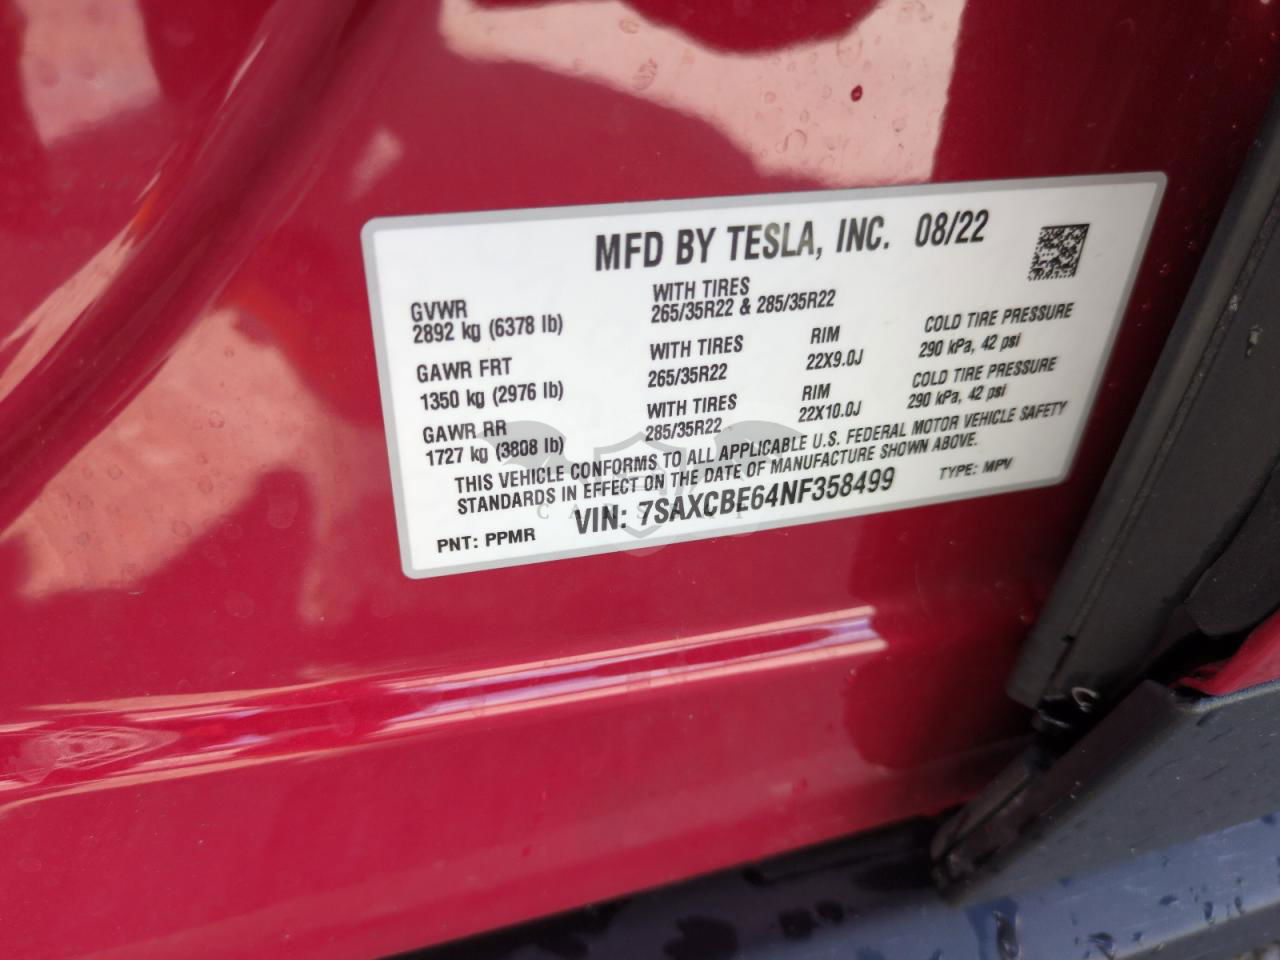 MFD BY TESLA, INC. 08/22
GVWR
2892 kg (6378 lb)
WITH TIRES
265/35R22 & 285/35R22
GAWR FRT
1350 kg (2976 lb)
WITH TIRES
265/35R22
RIM
22X9.0J
COLD TIRE PRESSURE
290 kPa, 42 psi
GAWR RR
1727 kg (3808 lb)
WITH TIRES
285/35R22
RIM
22X10.0J
COLD TIRE PRESSURE
290 kPa, 42 psi
THIS VEHICLE CONFORMS TO ALL APPLICABLE U.S. FEDERAL MOTOR VEHICLE SAFETY
STANDARDS IN EFFECT ON THE DATE OF MANUFACTURE SHOWN ABOVE.
PNT: PPMR VIN: 7SAXCBE64NF358499 TYPE: MPV